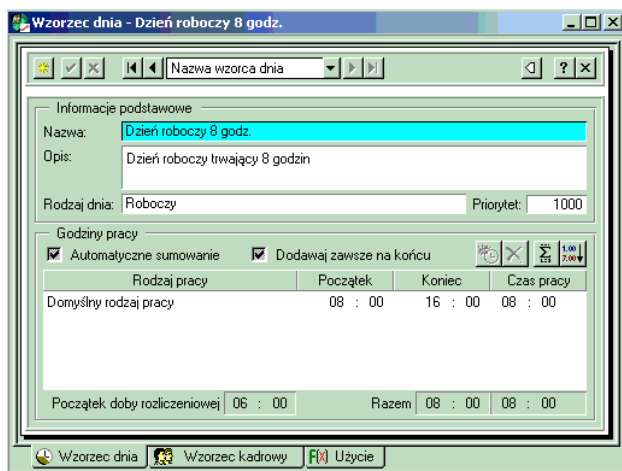 Wzorzec dnia - Dzień roboczy 8 godz.
Nazwa wzorca dnia
?
Informacje podstawowe
Nazwa: Dzień roboczy 8 godz.
Opis: Dzień roboczy trwający 8 godzin
Rodzaj dnia: Roboczy Priorytet: 1000
Godziny pracy
Automatyczne sumowanie Dodawaj zawsze na końcu
Rodzaj pracy Początek Koniec Czas pracy
Domyślny rodzaj pracy 08 : 00 16 : 00 08 : 00
Początek doby rozliczeniowej 06 : 00 Razem 08 : 00 08 : 00
Wzorzec dnia Wzorzec kadrowy F(X) Użycie